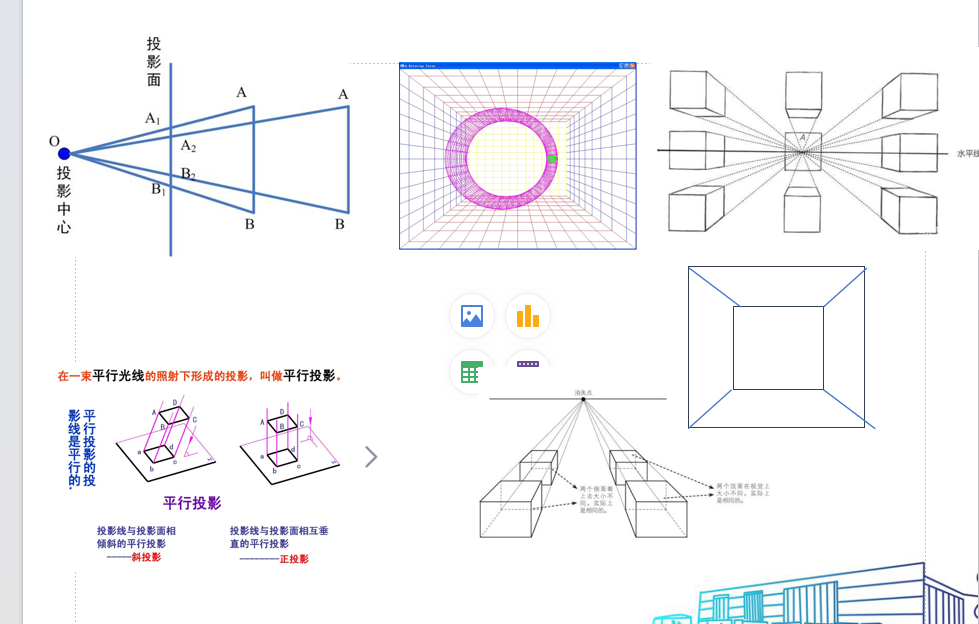 投影面
A
A
A₁
O
A₂
B₂
B₁
投影中心
B
B
A
水平线
在一束平行光线的照射下形成的投影，叫做平行投影。
平行投影的投
影线是平行的.
D
A
C
B
d
a
c
b
D
A
C
B
d
a
c
b
平行投影
投影线与投影面相
倾斜的平行投影
-----斜投影
投影线与投影面相互垂
直的平行投影
--------正投影
消失点
两个侧面看
上去大小不
同，实际上
是相同的。
两个顶面在视觉上
大小不同，实际上
是相同的。